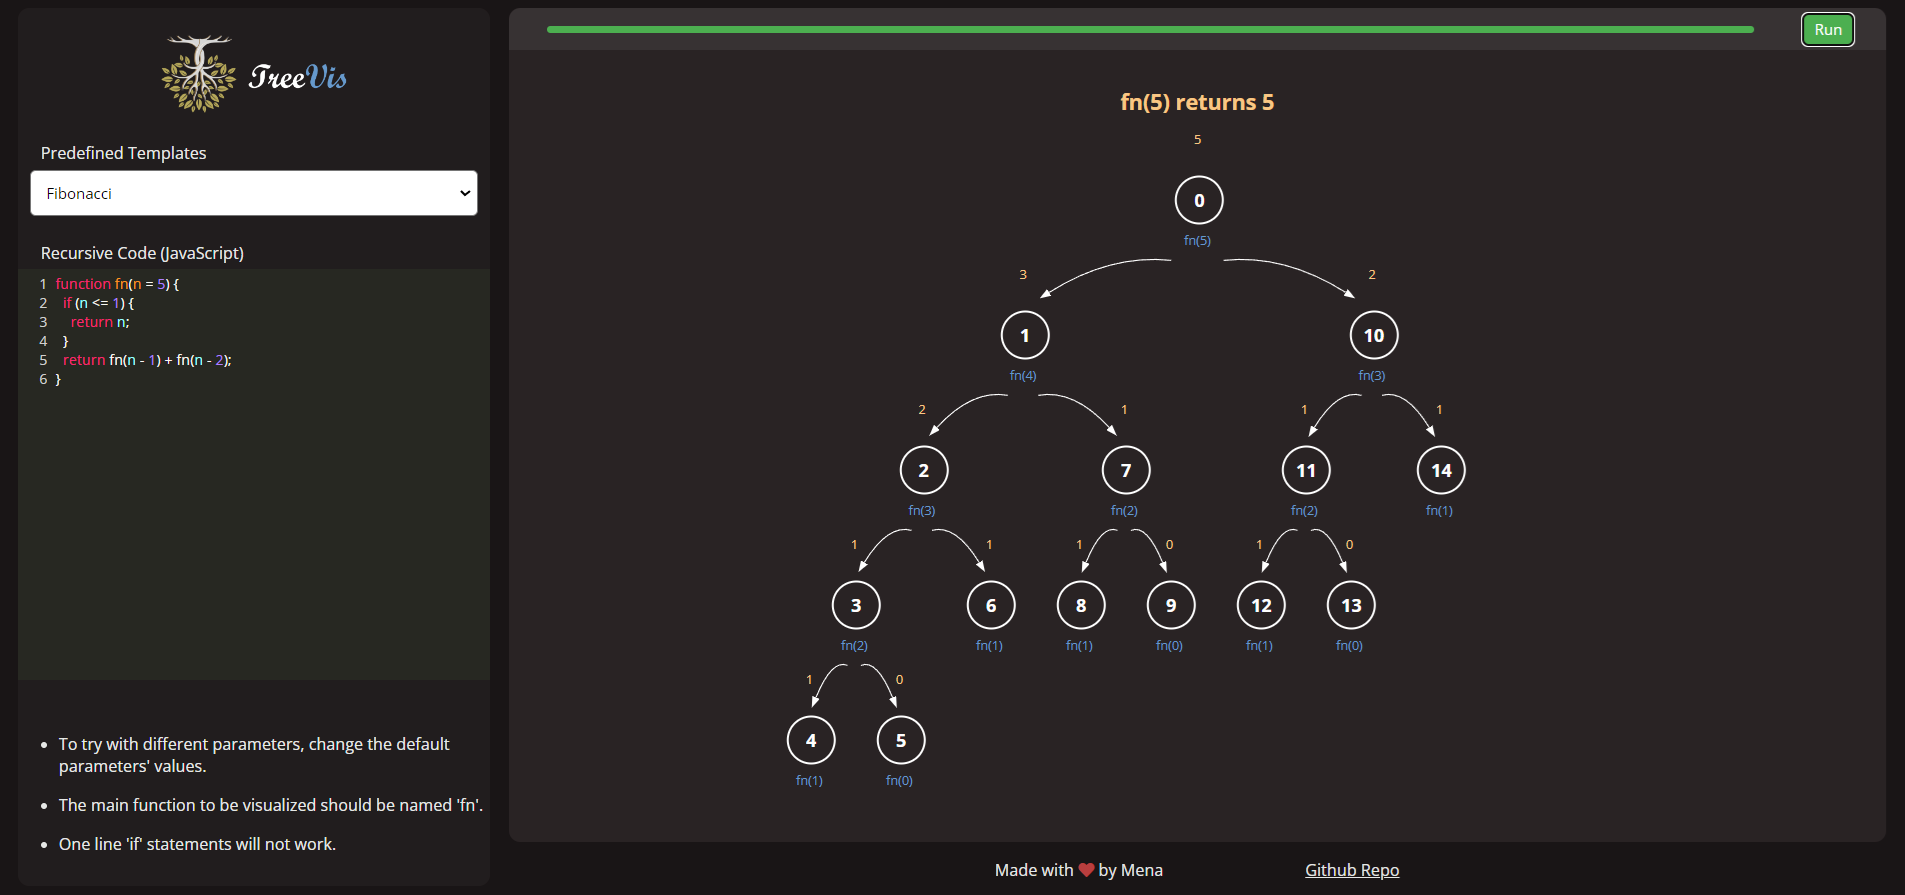 TreeVis
Predefined Templates
Fibonacci
Recursive Code (JavaScript)
1 function fn(n = 5) {
2 if (n <= 1) {
3 return n;
4 }
5 return fn(n - 1) + fn(n - 2);
6 }
To try with different parameters, change the default
parameters' values.
The main function to be visualized should be named 'fn'.
One line 'if' statements will not work.
Run
fn(5) returns 5
5
0
fn(5)
3 2
1 10
fn(4) fn(3)
2 1 1 1
2 7 11 14
fn(3) fn(2) fn(2) fn(1)
1 1 1 0 1 0
3 6 8 9 12 13
fn(2) fn(1) fn(1) fn(0) fn(1) fn(0)
1 0
4 5
fn(1) fn(0)
Made with ❤ by Mena Github Repo